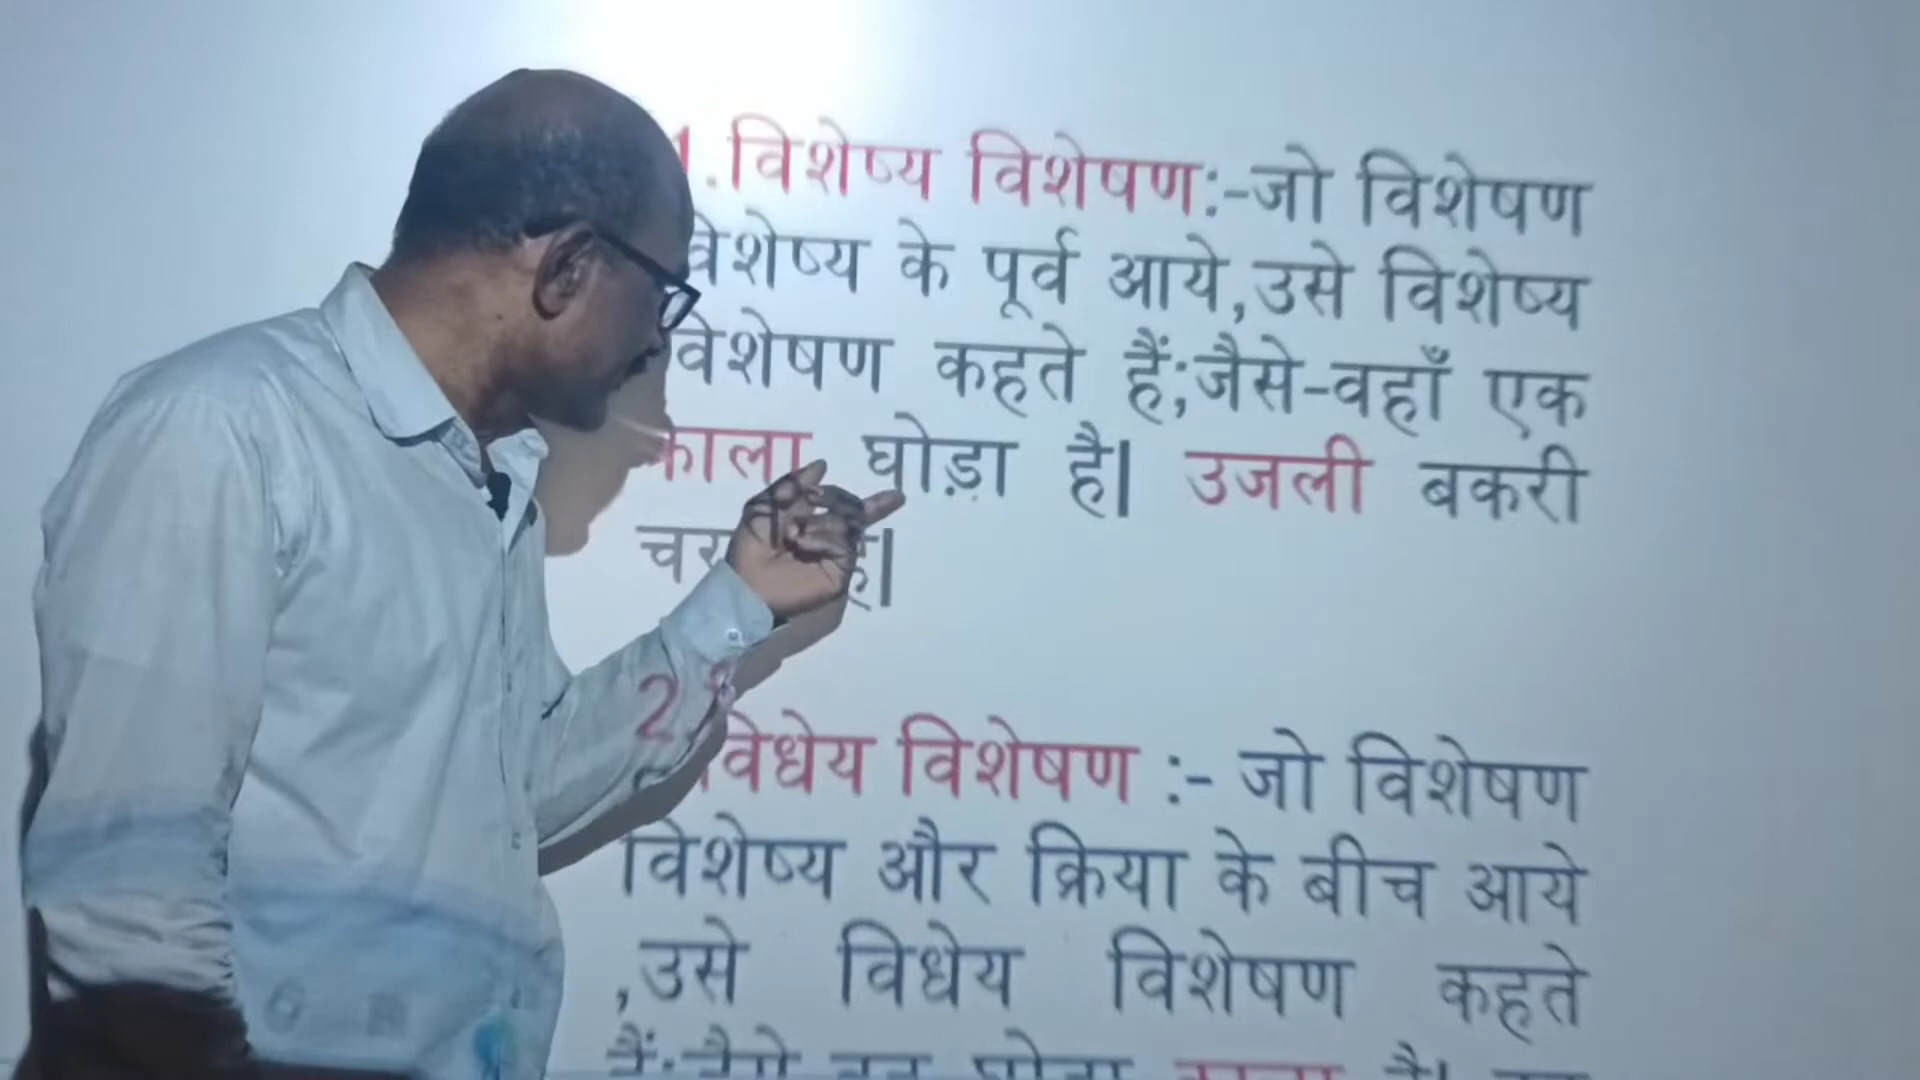 1.विशेष्य विशेषण:-जो विशेषण
विशेष्य के पूर्व आये,उसे विशेष्य
विशेषण कहते हैं;जैसे-वहाँ एक
काला घोड़ा है| उजली बकरी
है|
2.विधेय विशेषण :- जो विशेषण
विशेष्य और क्रिया के बीच आये
,उसे विधेय विशेषण कहते